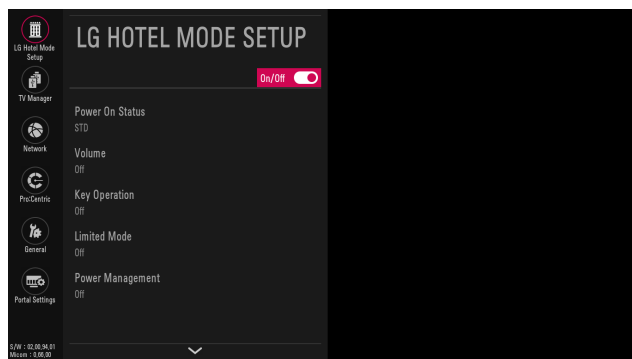 LG Hotel Mode
Setup
TV Manager
Network
Pro:Centric
General
Portal Settings
S/W : 02.00.94.01
Micom : 0.66.00
LG HOTEL MODE SETUP
On/Off
Power On Status
STD
Volume
Off
Key Operation
Off
Limited Mode
Off
Power Management
Off